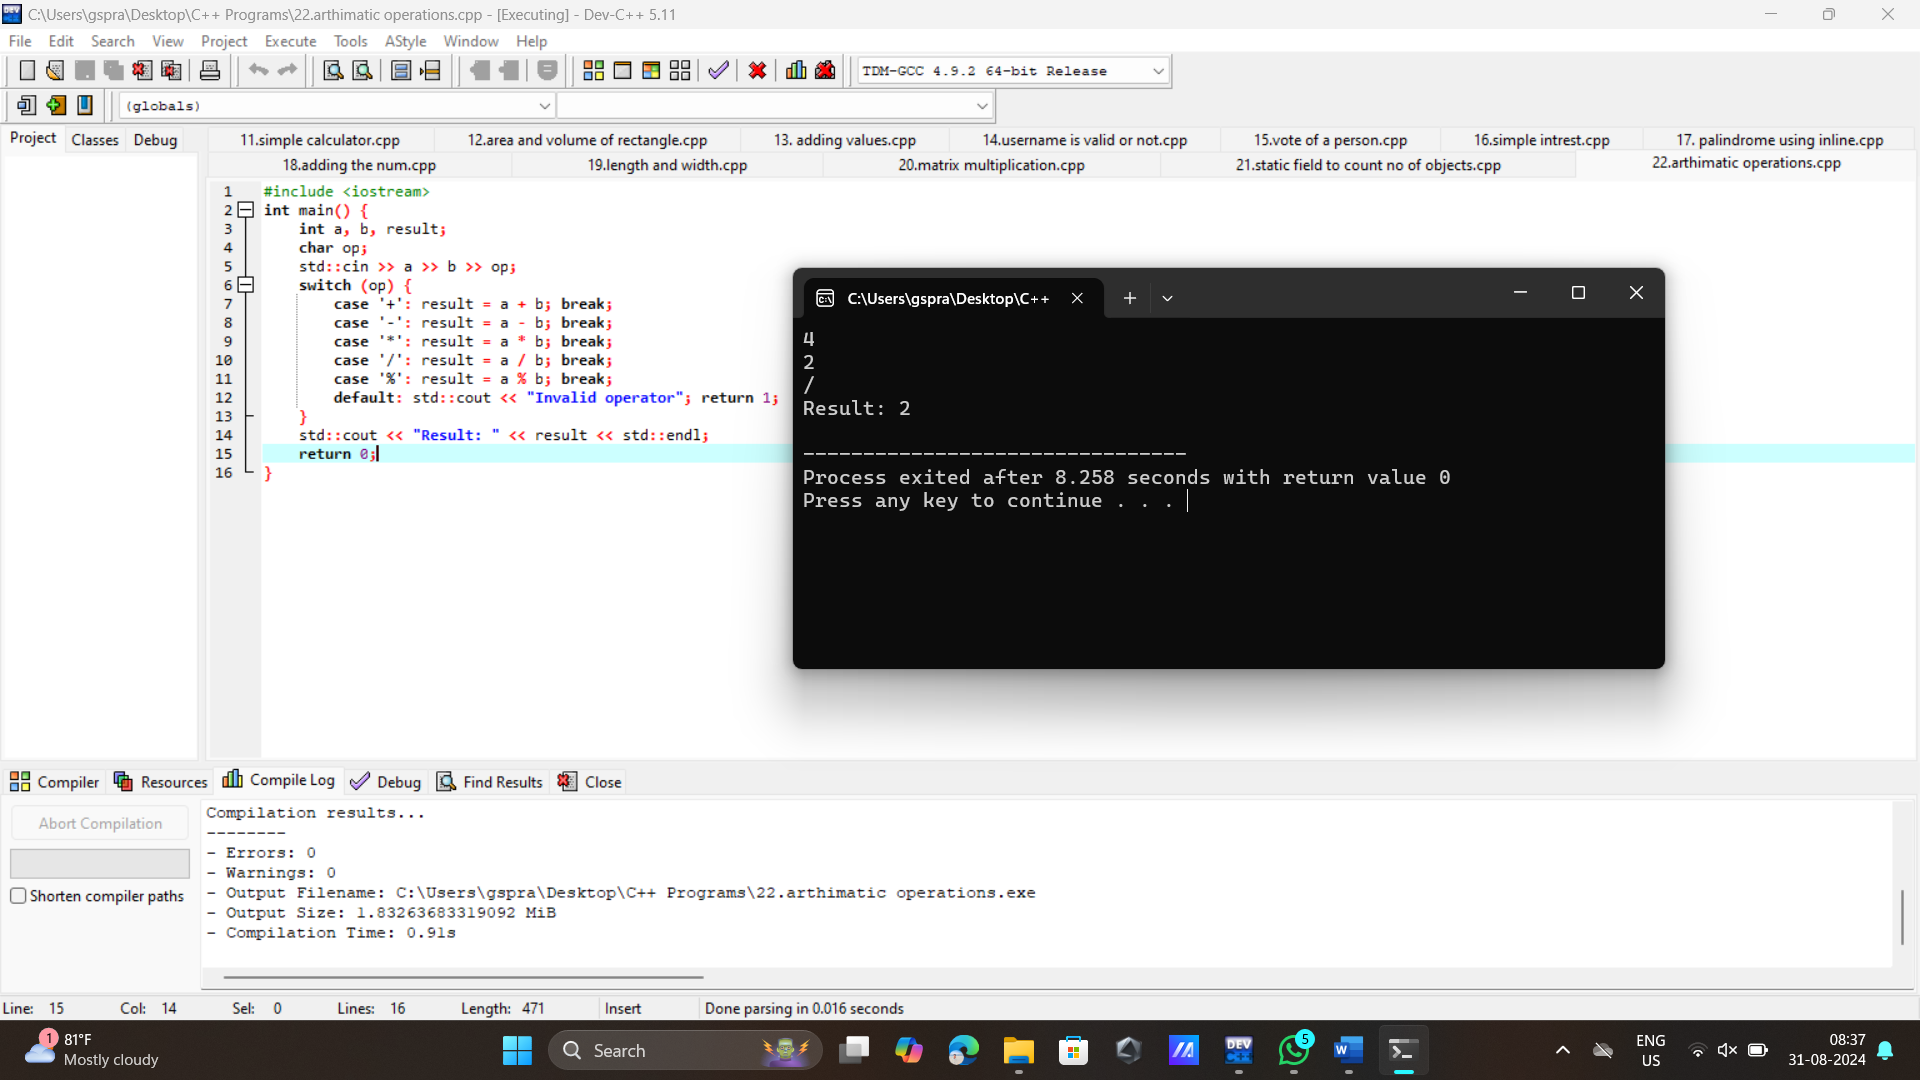 C:\Users\gspra\Desktop\C++ Programs\22.arthimatic operations.cpp - [Executing] - Dev-C++ 5.11
File Edit Search View Project Execute Tools AStyle Window Help
TDM-GCC 4.9.2 64-bit Release
(globals)
Project Classes Debug
11.simple calculator.cpp 12.area and volume of rectangle.cpp 13. adding values.cpp 14.username is valid or not.cpp 15.vote of a person.cpp 16.simple intrest.cpp 17. palindrome using inline.cpp
18.adding the num.cpp 19.length and width.cpp 20.matrix multiplication.cpp 21.static field to count no of objects.cpp 22.arthimatic operations.cpp
1 #include <iostream>
2 int main() {
3 int a, b, result;
4 char op;
5 std::cin >> a >> b >> op;
6 switch (op) {
7 case '+': result = a + b; break;
8 case '-': result = a - b; break;
9 case '*': result = a * b; break;
10 case '/': result = a / b; break;
11 case '%': result = a % b; break;
12 default: std::cout << "Invalid operator"; return 1;
13 }
14 std::cout << "Result: " << result << std::endl;
15 return 0;
16 }
C:\Users\gspra\Desktop\C++
4
2
/
Result: 2
--------------------------------
Process exited after 8.258 seconds with return value 0
Press any key to continue . . .
Compiler Resources Compile Log Debug Find Results Close
Abort Compilation
Shorten compiler paths
Compilation results...
--------
- Errors: 0
- Warnings: 0
- Output Filename: C:\Users\gspra\Desktop\C++ Programs\22.arthimatic operations.exe
- Output Size: 1.83263683319092 MiB
- Compilation Time: 0.91s
Line: 15 Col: 14 Sel: 0 Lines: 16 Length: 471 Insert Done parsing in 0.016 seconds
1
81°F
Mostly cloudy
Search
DEV
C++
5
W
ENG
US
08:37
31-08-2024